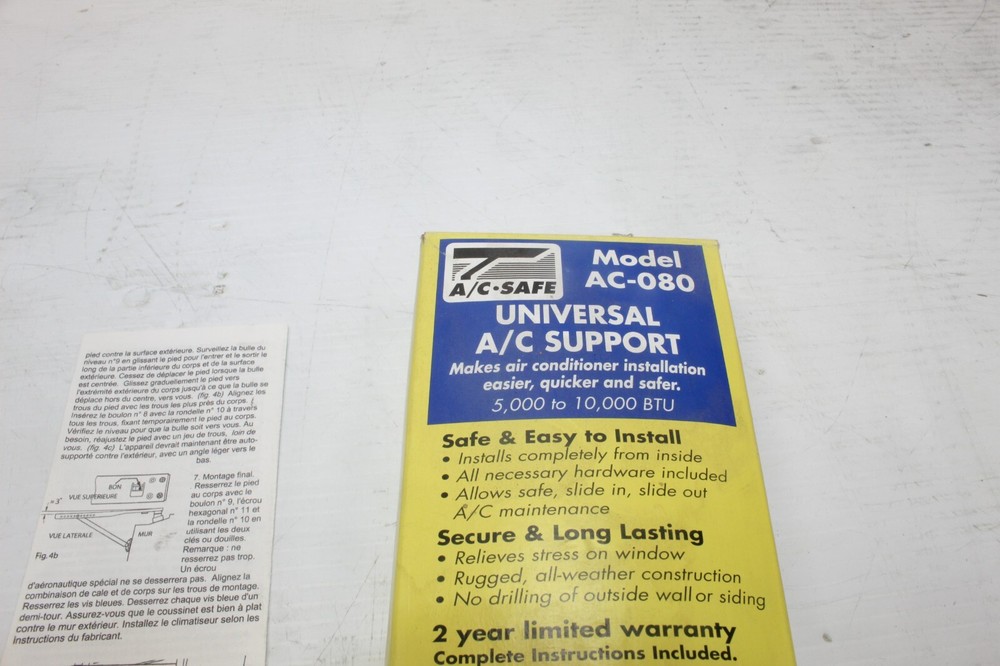 pied contre la surface extérieure. Surveillez la bulle du
niveau n°9 en glissant le pied pour l'entrer et le sortir le
long de la partie inférieure du corps et de la surface
extérieure. Cessez de déplacer le pied lorsque la bulle
est centrée. Glissez graduellement le pied vers
l'extrémité extérieure du corps jusqu'à ce que la bulle se
déplace hors du centre, vers vous. (fig. 4b) Alignez les
trous du pied avec les trous les plus près du corps.
Insérez le boulon n° 8 avec la rondelle n° 10 à travers
tous les trous, fixant temporairement le pied au corps.
Vérifiez le niveau pour que la bulle soit vers vous. Au
besoin, réajustez le pied avec un jeu de trous, loin de
vous. (fig. 4c) L'appareil devrait maintenant être auto-
supporté contre l'extérieur, avec un angle léger vers le
bas.
BON
VUE SUPÉRIEURE
± 3°
VUE LATERALE
MUR
Fig.4b
7. Montage final.
Resserrez le pied
au corps avec le
boulon n° 9, l'écrou
hexagonal n° 11 et
la rondelle n° 10 en
utilisant les deux
clés ou douilles.
Remarque : ne
resserrez pas trop.
Un écrou
d'aéronautique spécial ne se desserrera pas. Alignez la
combinaison de cale et de corps sur les trous de montage.
Resserrez les vis bleues. Desserrez chaque vis bleue d'un
demi-tour. Assurez-vous que le coussinet est bien à plat
contre le mur extérieur. Installez le climatiseur selon les
instructions du fabricant.
A/C·SAFE
Model
AC-080
UNIVERSAL
A/C SUPPORT
Makes air conditioner installation
easier, quicker and safer.
5,000 to 10,000 BTU
Safe & Easy to Install
• Installs completely from inside
• All necessary hardware included
• Allows safe, slide in, slide out
A/C maintenance
Secure & Long Lasting
• Relieves stress on window
• Rugged, all-weather construction
• No drilling of outside wall or siding
2 year limited warranty
Complete Instructions Included.